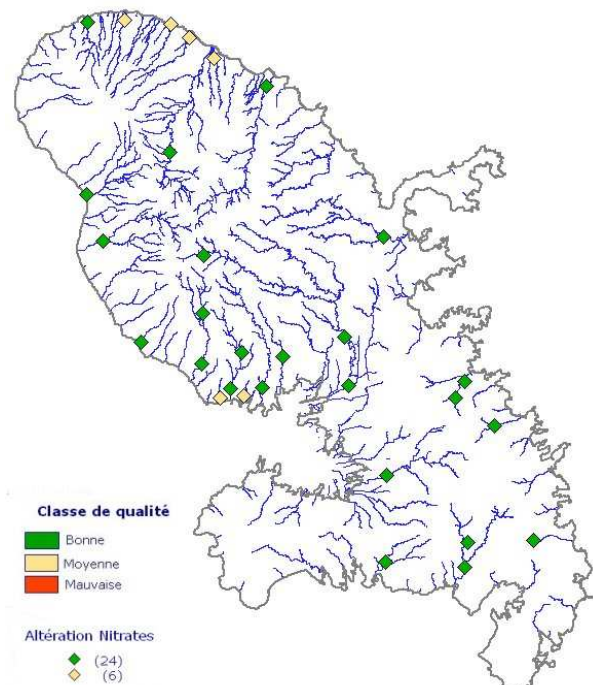 Classe de qualité
Bonne
Moyenne
Mauvaise
Altération Nitrates
(24)
(6)